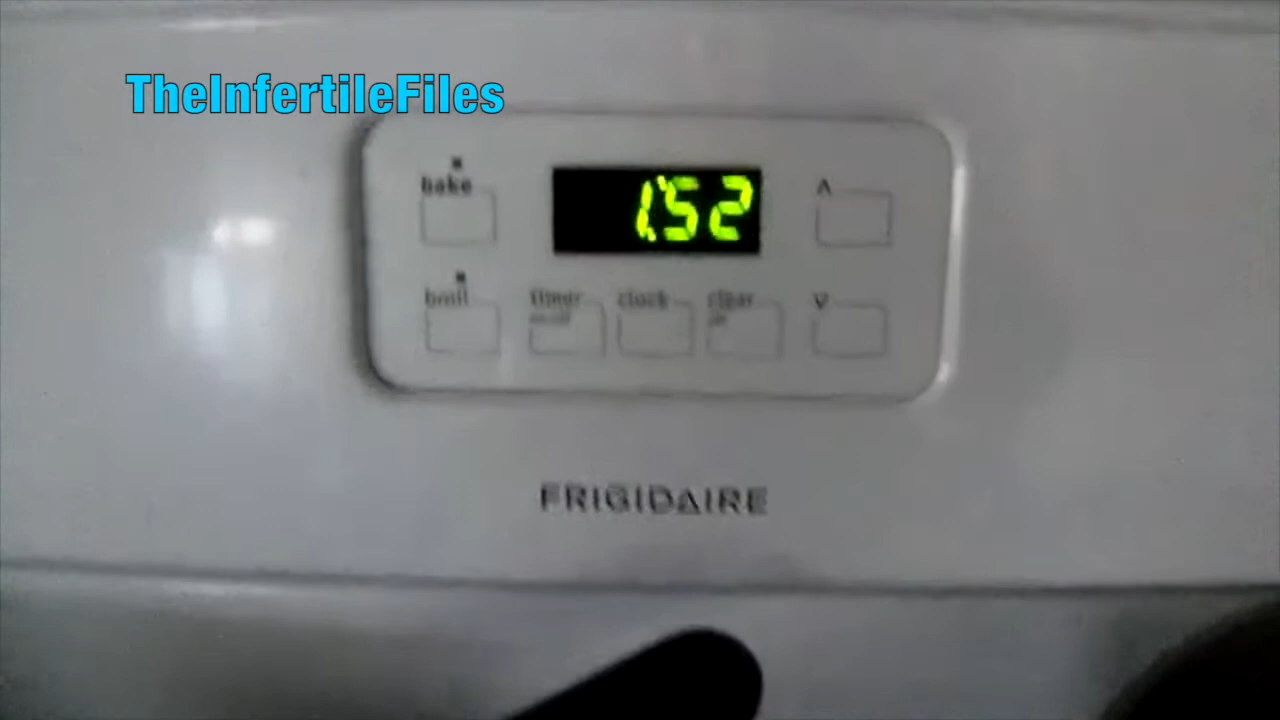 TheInfertileFiles
bake
1:52
Λ
broil
timer
clock
clear
V
FRIGIDAIRE